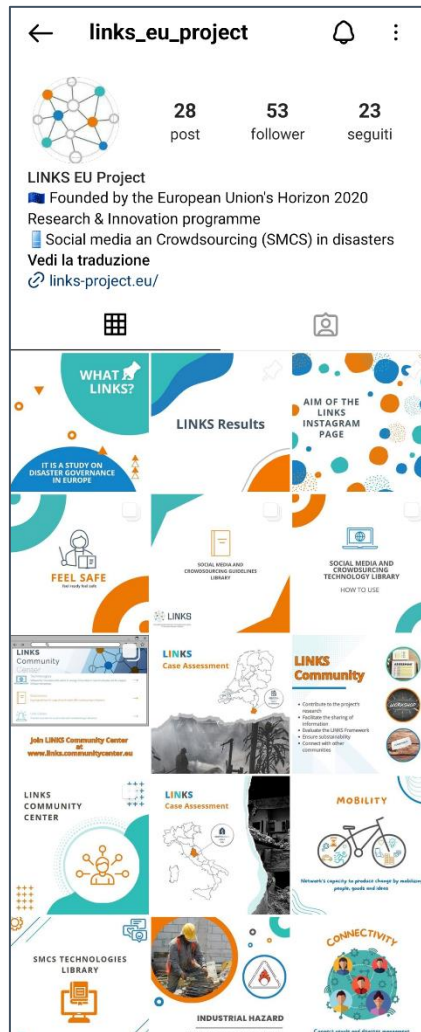 links_eu_project
28
53
23
post
follower
seguiti
LINKS EU Project
🇪🇺 Founded by the European Union's Horizon 2020
Research & Innovation programme
Social media an Crowdsourcing (SMCS) in disasters
Vedi la traduzione
links-project.eu/
WHAT
LINKS?
IT IS A STUDY ON
DISASTER GOVERNANCE
IN EUROPE
LINKS Results
AIM OF THE
LINKS
INSTAGRAM
PAGE
FEEL SAFE
SOCIAL MEDIA AND
CROWDSOURCING GUIDELINES
LIBRARY
LINKS
SOCIAL MEDIA AND
CROWDSOURCING
TECHNOLOGY LIBRARY
HOW TO USE
LINKS
Community
Center
Join LINKS Community Center
at
www.links.communitycenter.eu
LINKS
Case Assessment
LINKS
Community
• Contribute to the project's
research
• Facilitate the sharing of
information
• Evaluate the LINKS Framework
• Ensure sustainability
• Connect with other
communities
WORKSHOP
LINKS
COMMUNITY
CENTER
LINKS
Case Assessment
MOBILITY
Network's capacity to produce change by mobilising
people, goods and ideas
SMCS TECHNOLOGIES
LIBRARY
INDUSTRIAL HAZARD
CONNECTIVITY